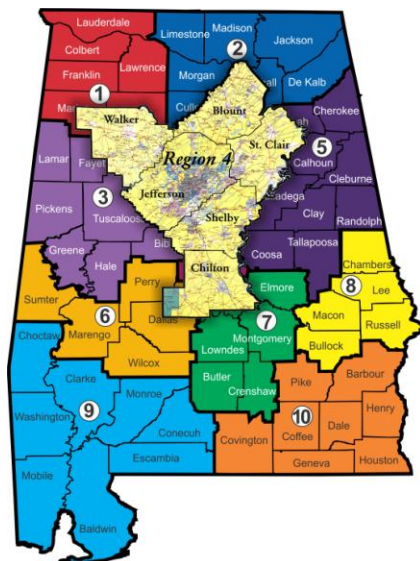 Lauderdale
Limestone
Madison
Jackson
Colbert
2
Franklin
Lawrence
Morgan
De Kalb
1
Blount
Cherokee
Walker
St. Clair
5
Region 4
Calhoun
Lamar
Cleburne
3
Jefferson
Pickens
Tuscaloos
Shelby
Clay
Randolph
Greene
Hale
Coosa
Tallapoosa
Chilton
Chambers
Perry
Elmore
8
Lee
Sumter
6
Dallas
7
Macon
Choctaw
Marengo
Montgomery
Russell
Lowndes
Bullock
Wilcox
Clarke
Butler
Pike
Barbour
9
Monroe
Crenshaw
Washington
10
Henry
Conecuh
Covington
Coffee
Dale
Escambia
Mobile
Geneva
Houston
Baldwin